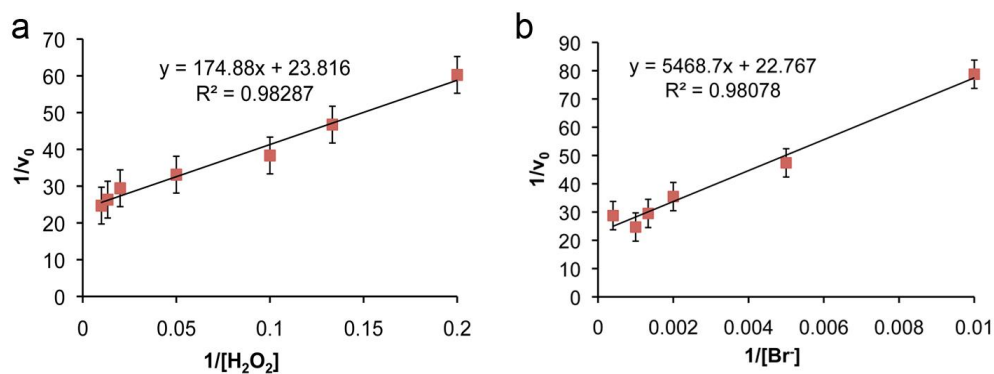 a
y = 174.88x + 23.816
R² = 0.98287
1/v₀
70
60
50
40
30
20
10
0
0 0.05 0.1 0.15 0.2
1/[H₂O₂]
b
y = 5468.7x + 22.767
R² = 0.98078
1/v₀
90
80
70
60
50
40
30
20
10
0
0 0.002 0.004 0.006 0.008 0.01
1/[Br⁻]